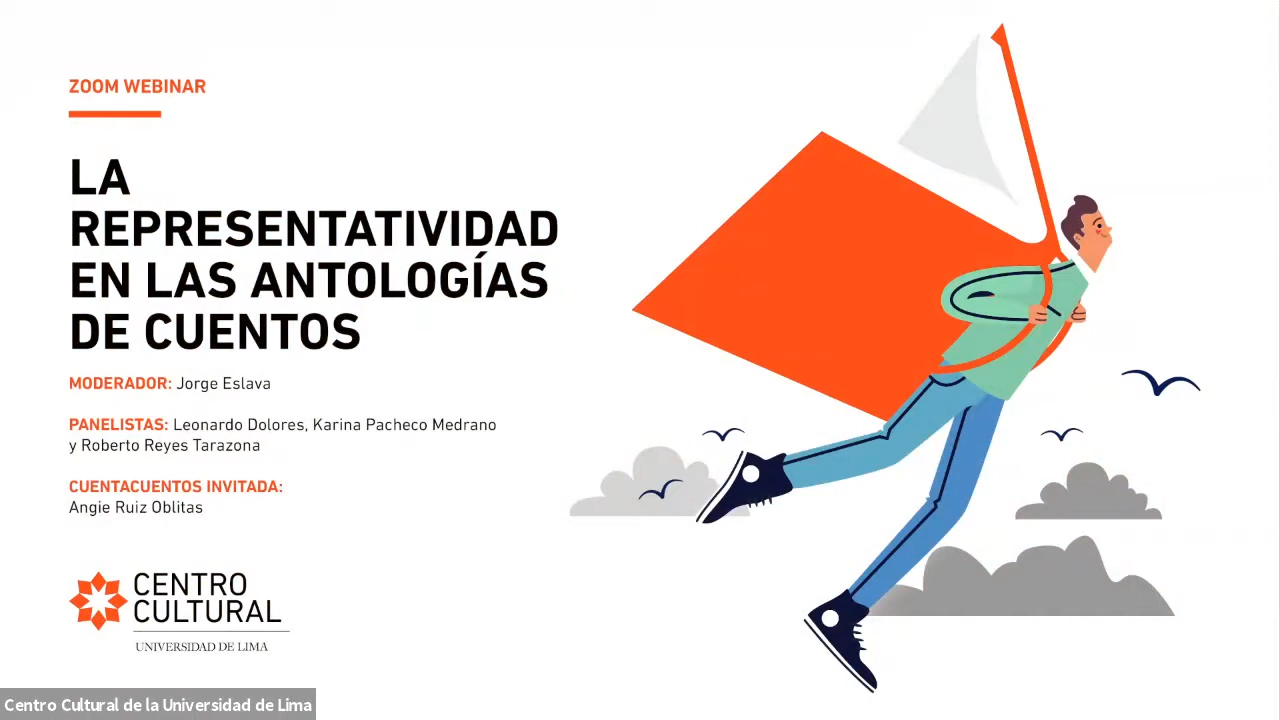 ZOOM WEBINAR
LA
REPRESENTATIVIDAD
EN LAS ANTOLOGÍAS
DE CUENTOS
MODERADOR: Jorge Eslava
PANELISTAS: Leonardo Dolores, Karina Pacheco Medrano
y Roberto Reyes Tarazona
CUENTACUENTOS INVITADA:
Angie Ruiz Oblitas
CENTRO
CULTURAL
UNIVERSIDAD DE LIMA
Centro Cultural de la Universidad de Lima